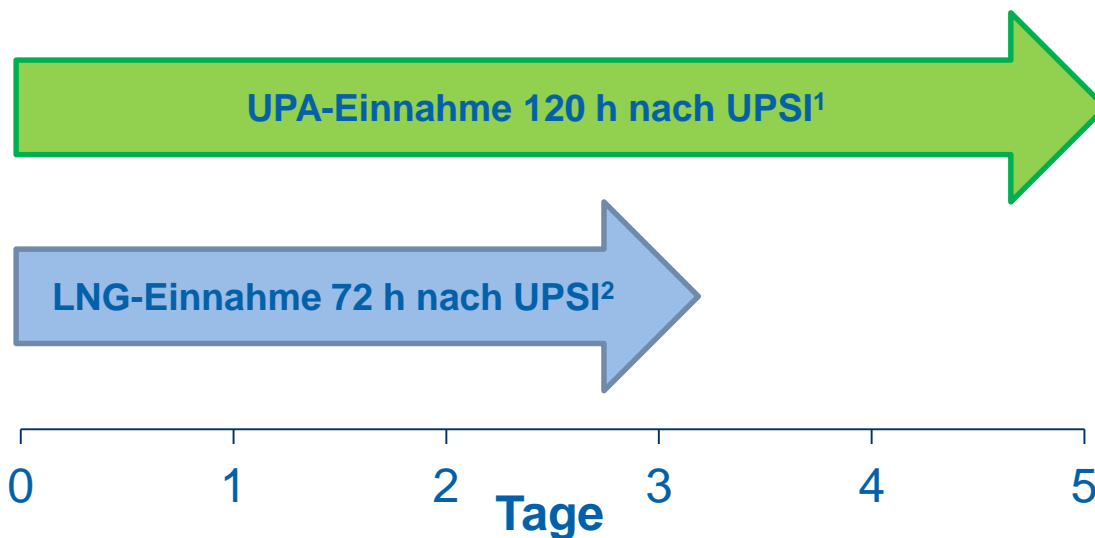 UPA-Einnahme 120 h nach UPSI¹
LNG-Einnahme 72 h nach UPSI²
0 1 2 3 4 5
Tage